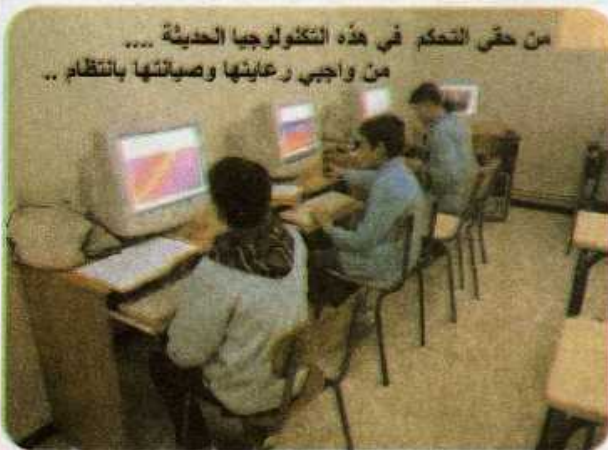 من حقي التحكم في هذه التكنولوجيا الحديثة ....
من واجبي رعايتها وصيانتها بانتظام ..